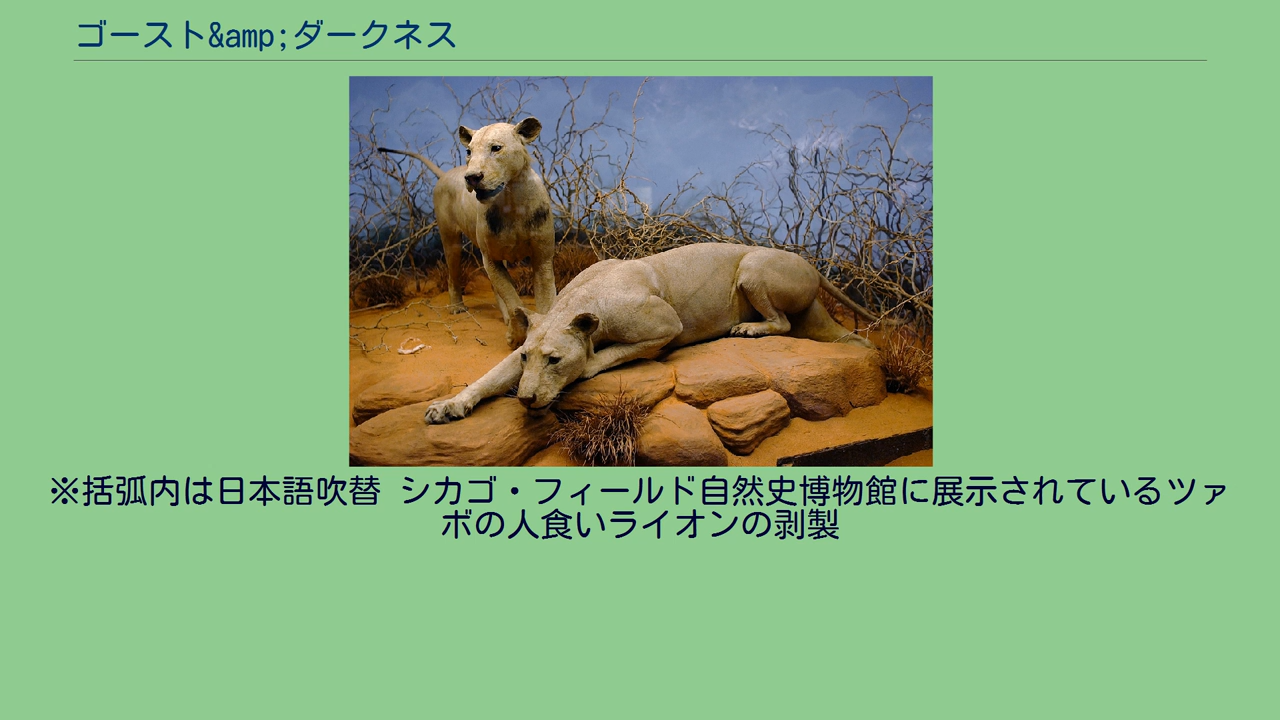 ゴースト&amp;ダークネス
※括弧内は日本語吹替 シカゴ・フィールド自然史博物館に展示されているツァ
ボの人食いライオンの剥製